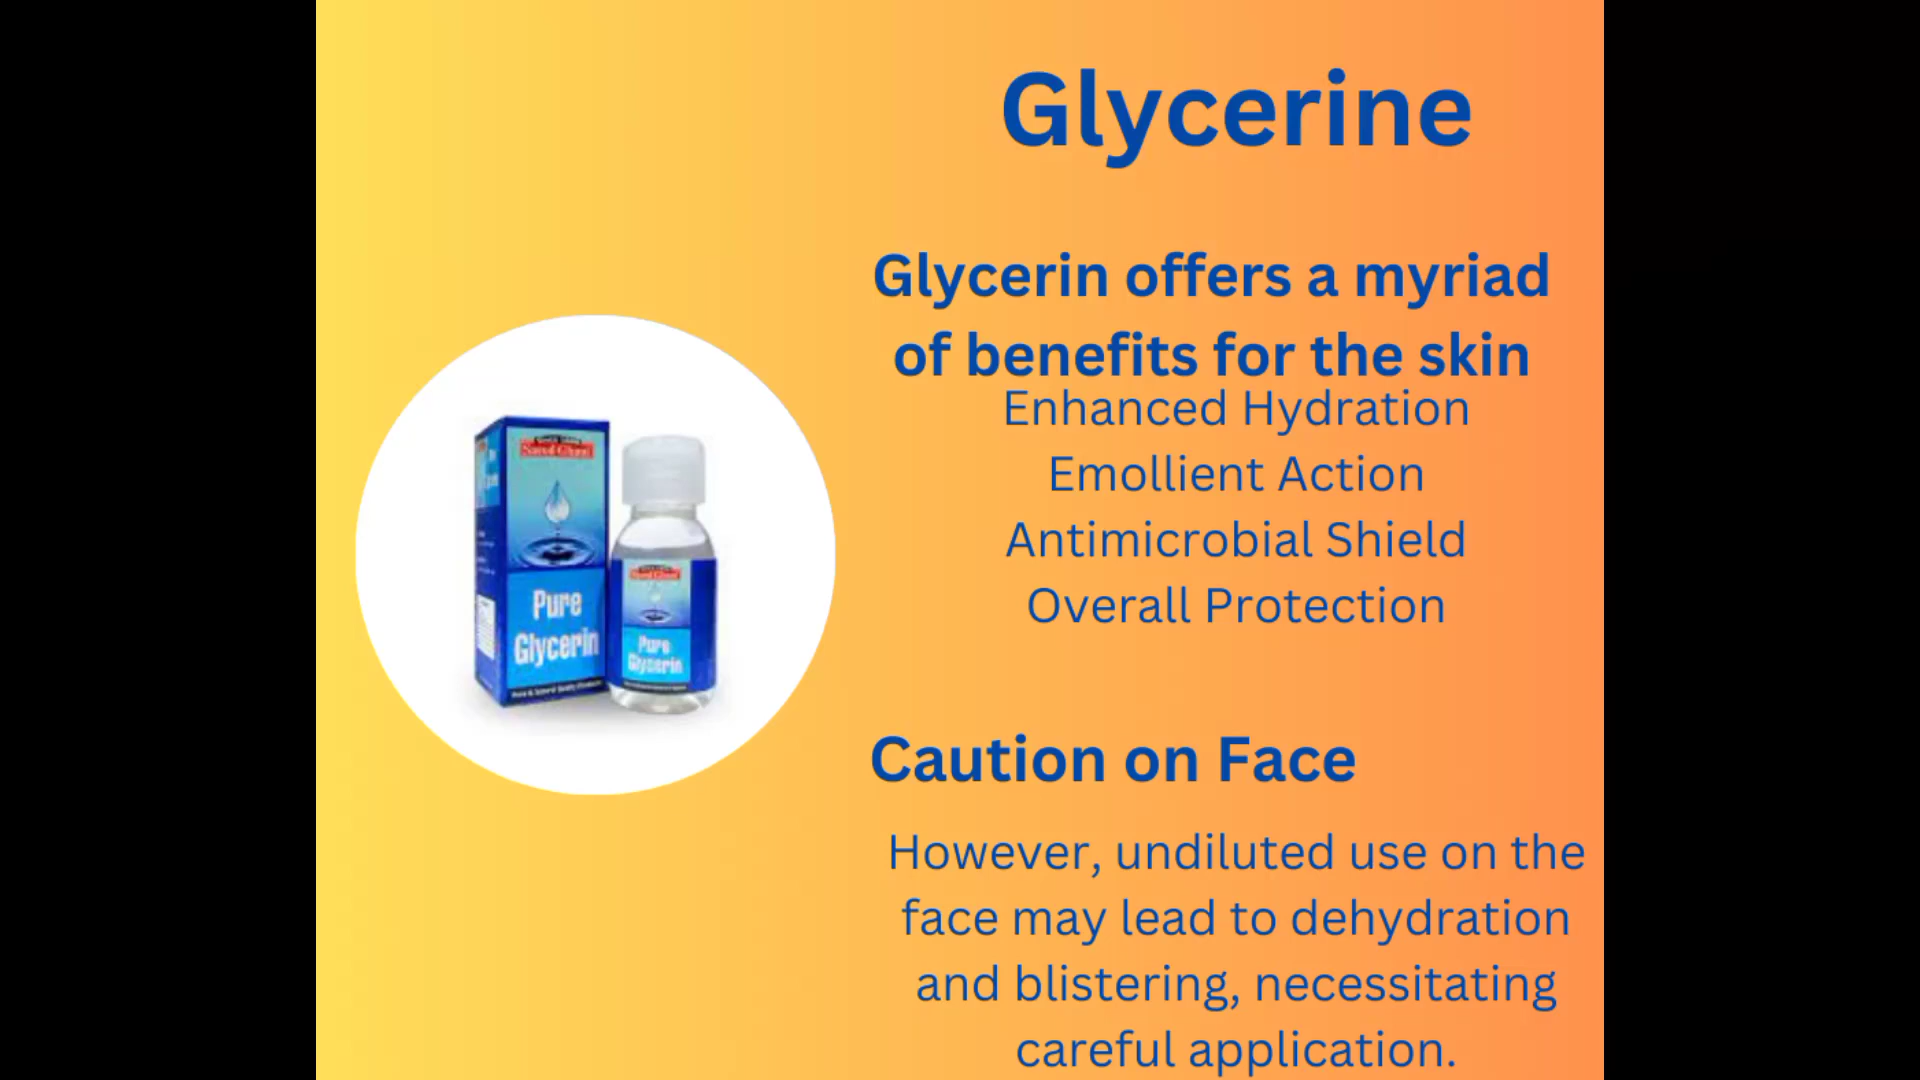 Glycerine
Glycerin offers a myriad
of benefits for the skin
Enhanced Hydration
Emollient Action
Antimicrobial Shield
Overall Protection
Pure
Glycerin
Pure
Glycerin
Caution on Face
However, undiluted use on the
face may lead to dehydration
and blistering, necessitating
careful application.